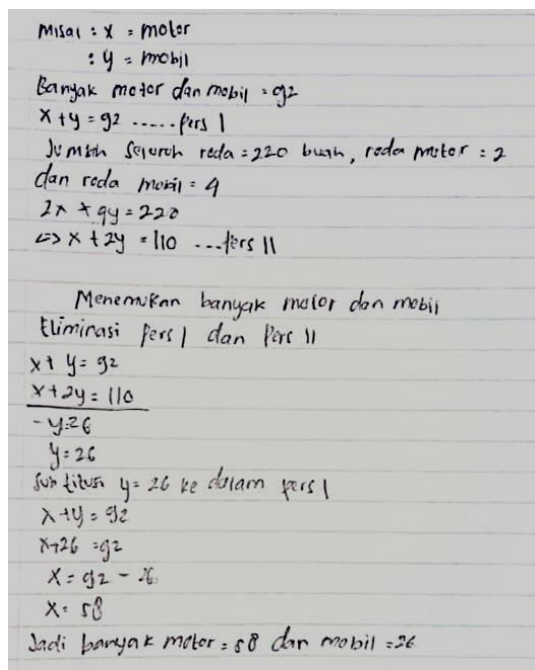 Misal : x = motor
: y = mobil
Banyak motor dan mobil = 92
x + y = 92 ...... Pers I
Jumlah seluruh roda = 220 buah, roda motor = 2
dan roda mobil = 4
2x + 4y = 220
<=> x + 2y = 110 ... Pers II
Menemukan banyak motor dan mobil
Eliminasi Pers I dan Pers II
x + y = 92
x + 2y = 110
- y = 26
y = 26
Subtitusi y = 26 ke dalam pers I
x + y = 92
x + 26 = 92
x = 92 - 26
x = 58
Jadi banyak motor = 58 dan mobil = 26